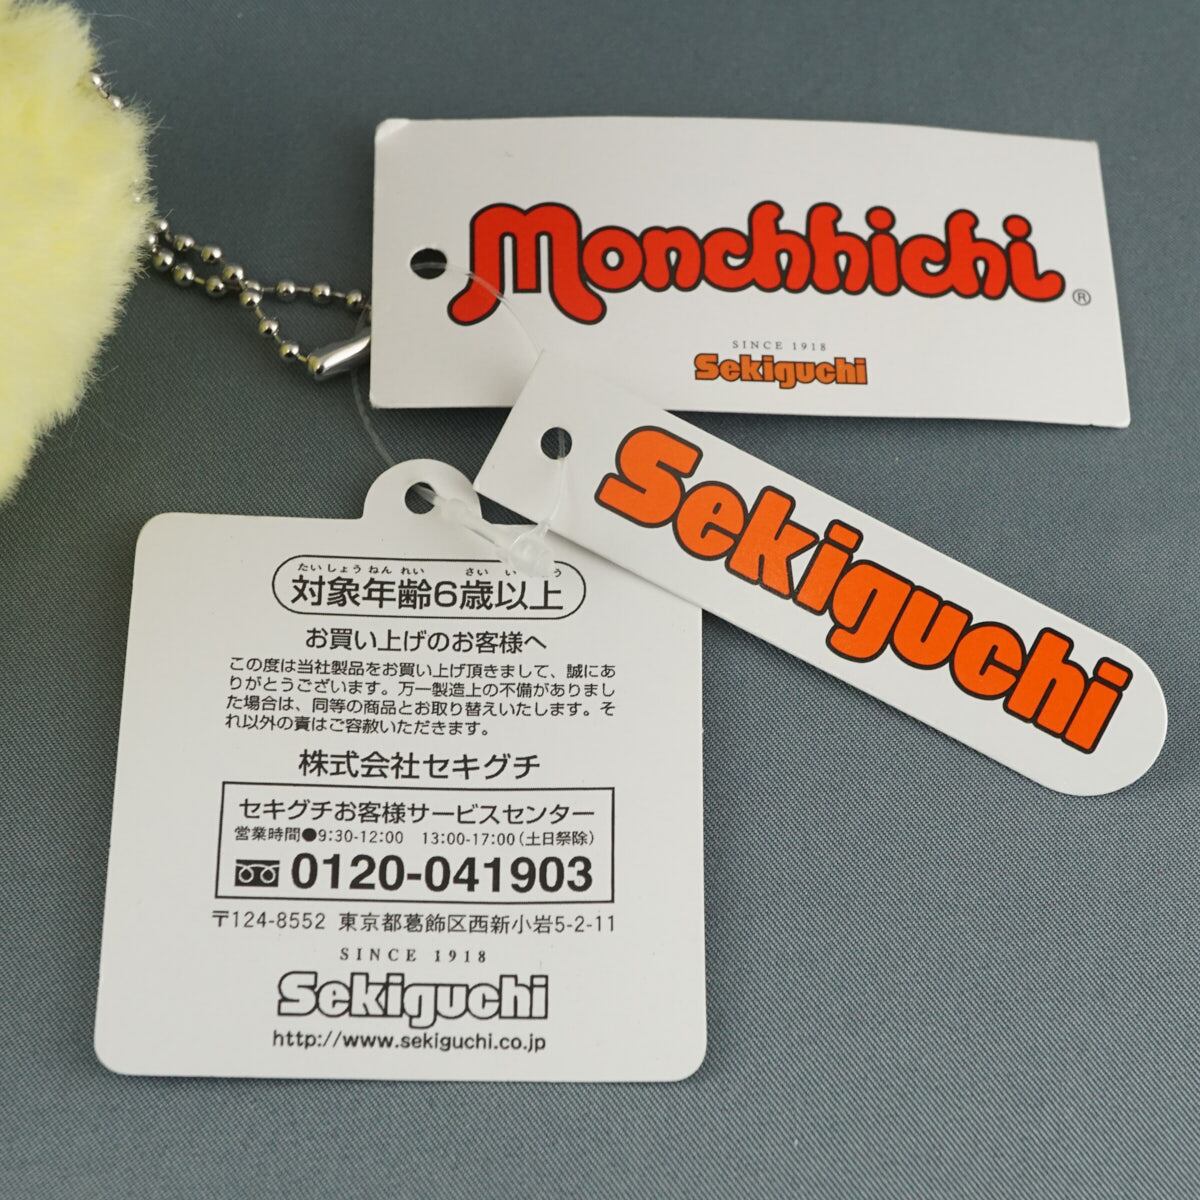 Monchhichi®
SINCE 1918
Sekiguchi
Sekiguchi
たいしょうねんれい さいい う
対象年齢6歳以上
お買い上げのお客様へ
この度は当社製品をお買い上げ頂きまして、誠にあ
りがとうございます。万一製造上の不備がありまし
た場合は、同等の商品とお取り替えいたします。そ
れ以外の責はご容赦いただきます。
株式会社セキグチ
セキグチお客様サービスセンター
営業時間●9:30-12:00 13:00-17:00(土日祭除)
0120-041903
〒124-8552 東京都葛飾区西新小岩5-2-11
SINCE 1918
Sekiguchi
http://www.sekiguchi.co.jp